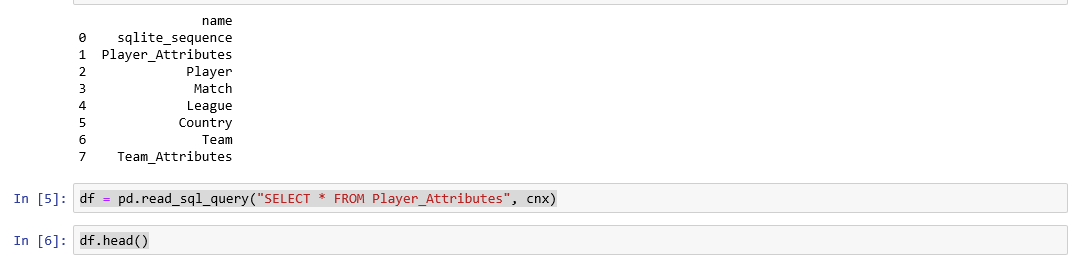 name
0 sqlite_sequence
1 Player_Attributes
2 Player
3 Match
4 League
5 Country
6 Team
7 Team_Attributes
In [5]: df = pd.read_sql_query("SELECT * FROM Player_Attributes", cnx)
In [6]: df.head()